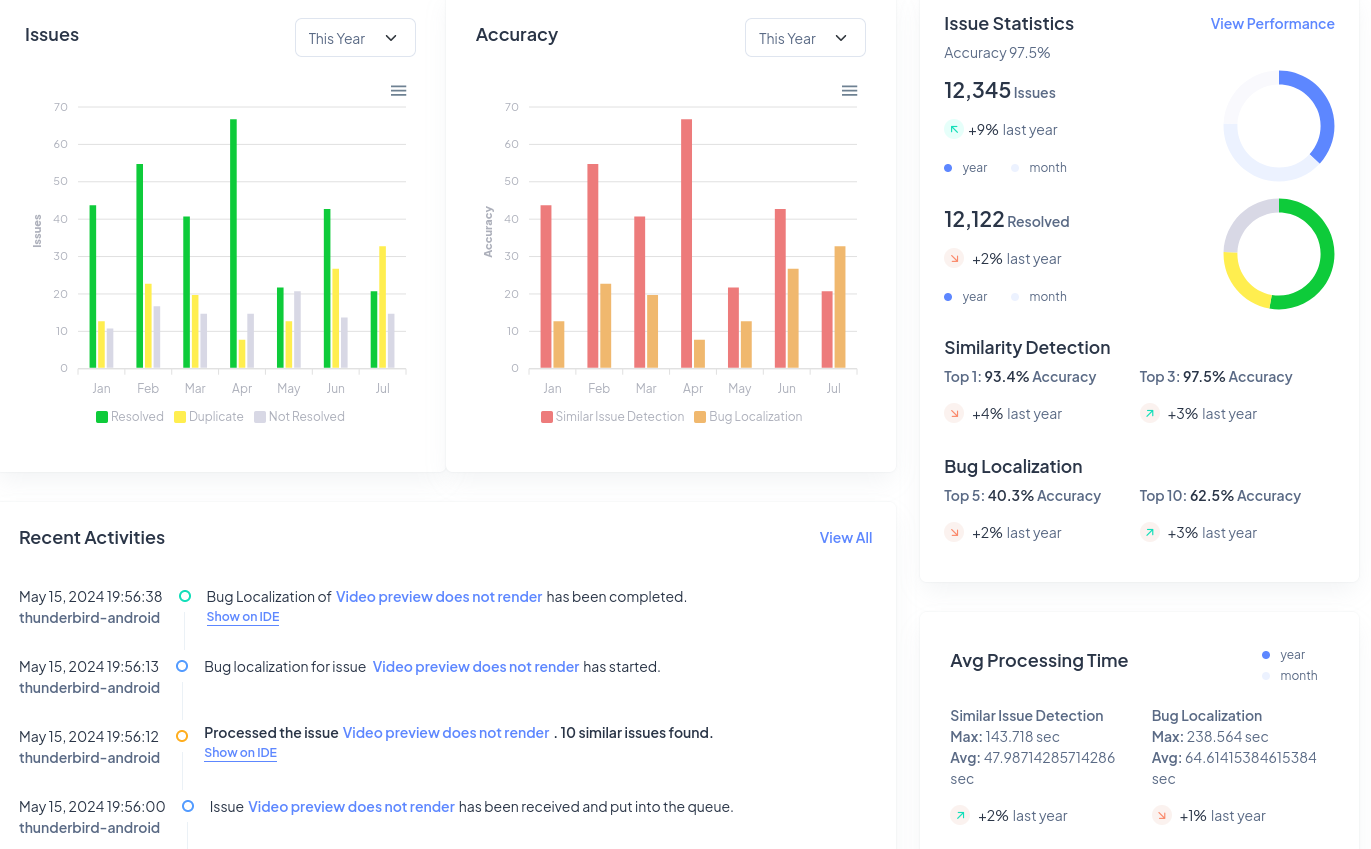 Issues
This Year
70
60
50
40
30
20
10
0
Issues
Jan Feb Mar Apr May Jun Jul
Resolved Duplicate Not Resolved
Accuracy
This Year
70
60
50
40
30
20
10
0
Accuracy
Jan Feb Mar Apr May Jun Jul
Similar Issue Detection Bug Localization
Issue Statistics View Performance
Accuracy 97.5%
12,345 Issues
+9% last year
year month
12,122 Resolved
+2% last year
year month
Similarity Detection
Top 1: 93.4% Accuracy Top 3: 97.5% Accuracy
+4% last year +3% last year
Bug Localization
Top 5: 40.3% Accuracy Top 10: 62.5% Accuracy
+2% last year +3% last year
Recent Activities View All
May 15, 2024 19:56:38 Bug Localization of Video preview does not render has been completed.
thunderbird-android Show on IDE
May 15, 2024 19:56:13 Bug localization for issue Video preview does not render has started.
thunderbird-android
May 15, 2024 19:56:12 Processed the issue Video preview does not render . 10 similar issues found.
thunderbird-android Show on IDE
May 15, 2024 19:56:00 Issue Video preview does not render has been received and put into the queue.
thunderbird-android
Avg Processing Time
year
month
Similar Issue Detection
Max: 143.718 sec
Avg: 47.98714285714286
sec
+2% last year
Bug Localization
Max: 238.564 sec
Avg: 64.61415384615384
sec
+1% last year